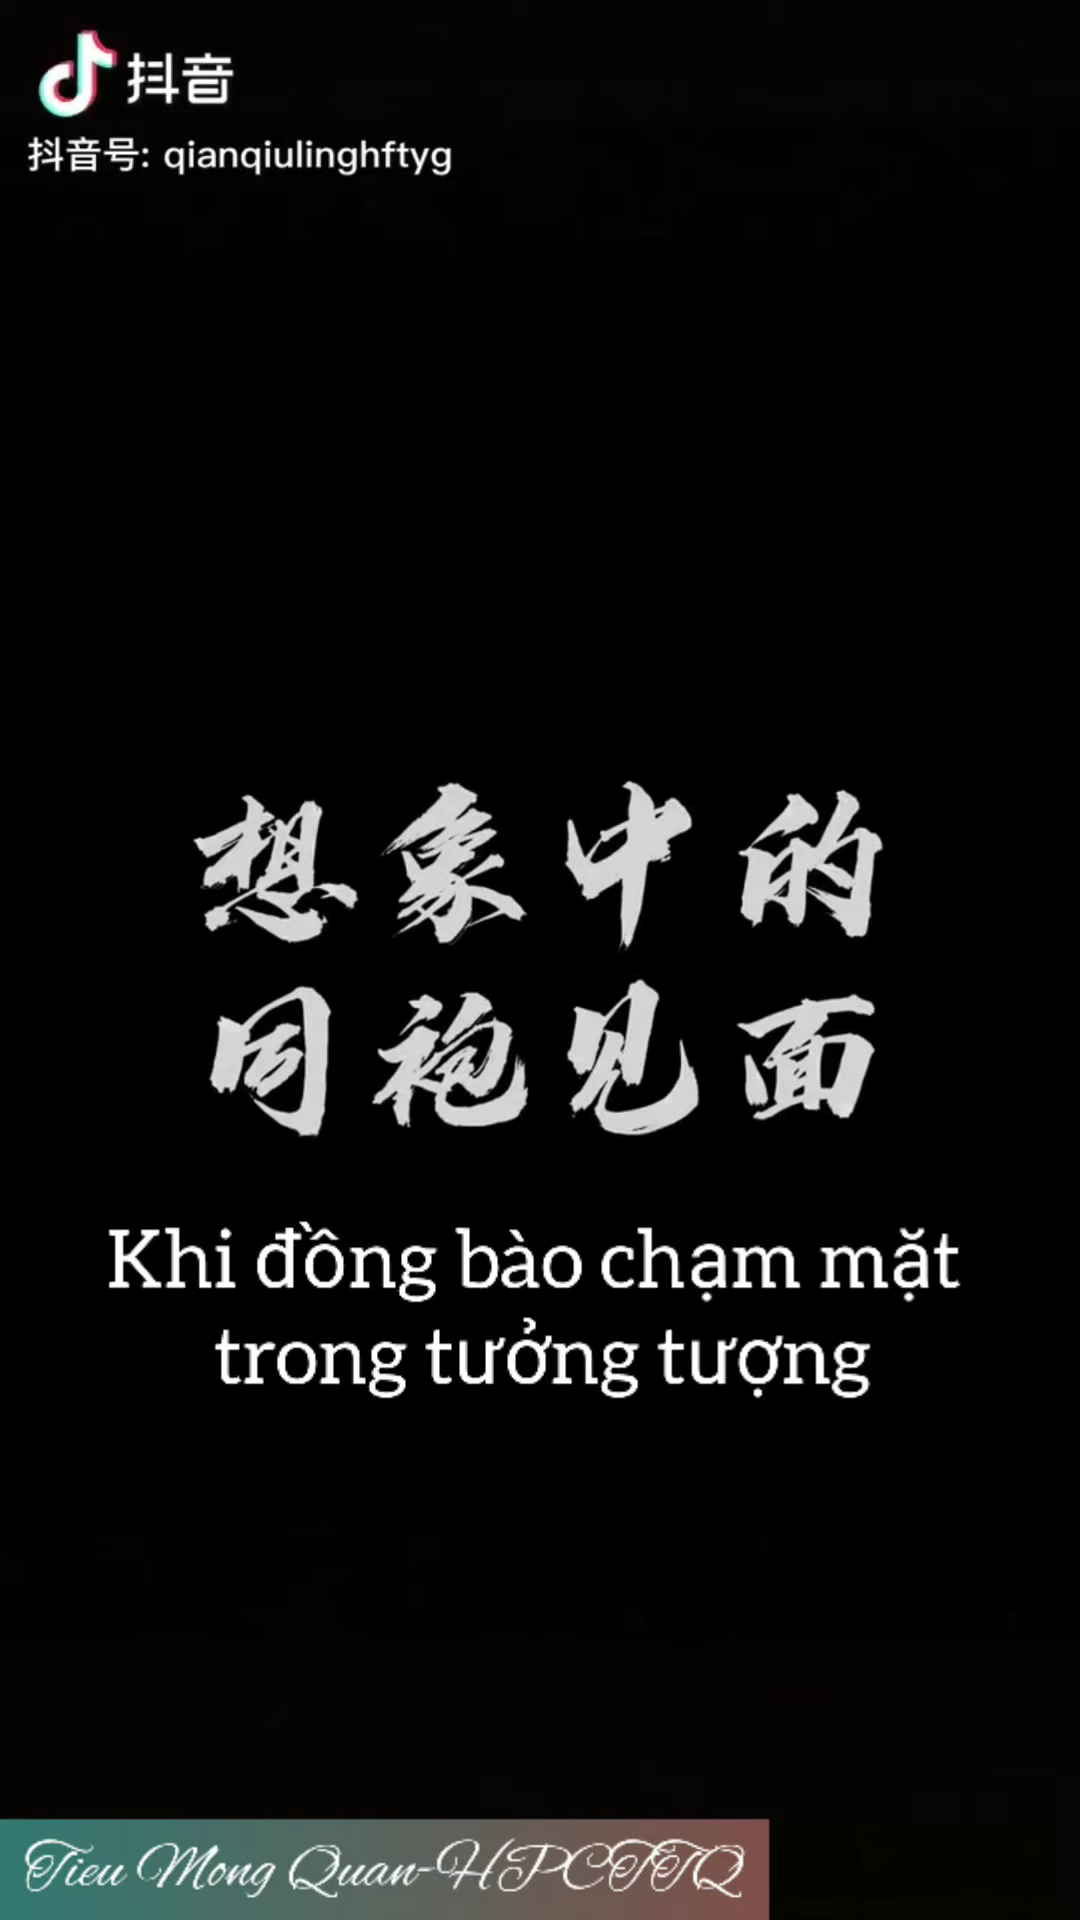 抖音
抖音号: qianqiulinghftyg
想象中的
同袍见面
Khi đồng bào chạm mặt
trong tưởng tượng
Tieu Mong Quan-HPCTTQ